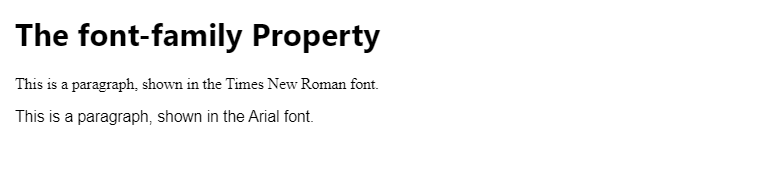 The font-family Property
This is a paragraph, shown in the Times New Roman font.
This is a paragraph, shown in the Arial font.